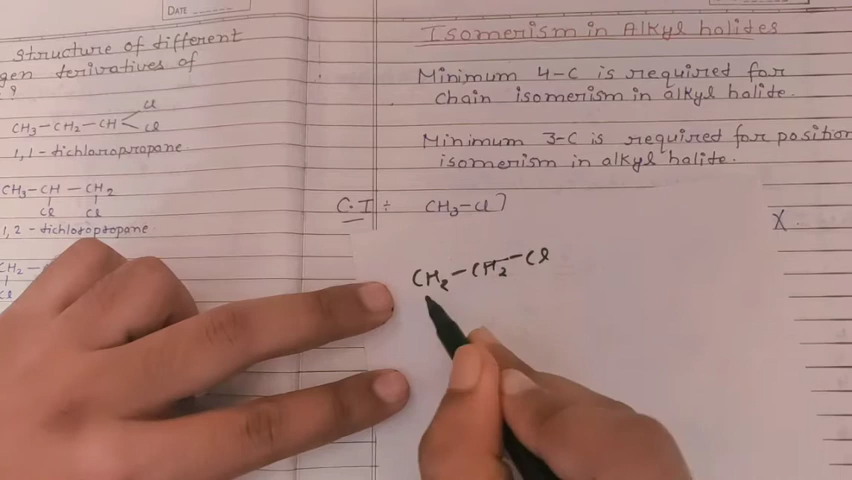 DATE
Structure of different
gen derivatives of
?
Cl
CH3-CH2-CH
Cl
1,1-dichloropropane.
CH3-CH-CH2
Cl Cl
1,2-dichloropropane.
CH2-
Cl
Isomerism in Alkyl halides
Minimum 4-C is required for
chain isomerism in alkyl halide.
Minimum 3-C is required for position
isomerism in alkyl halide.
C.I ÷ CH3-Cl] X
CH2-CH2-Cl